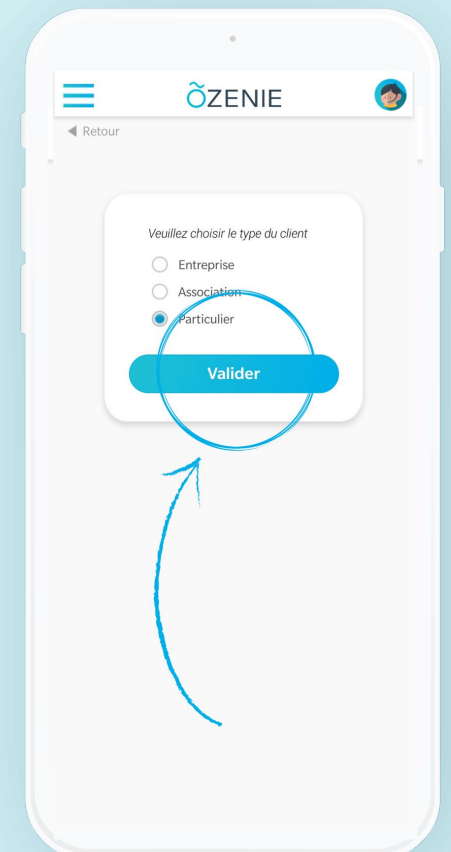 õZENIE
Retour
Veuillez choisir le type du client
Entreprise
Association
Particulier
Valider